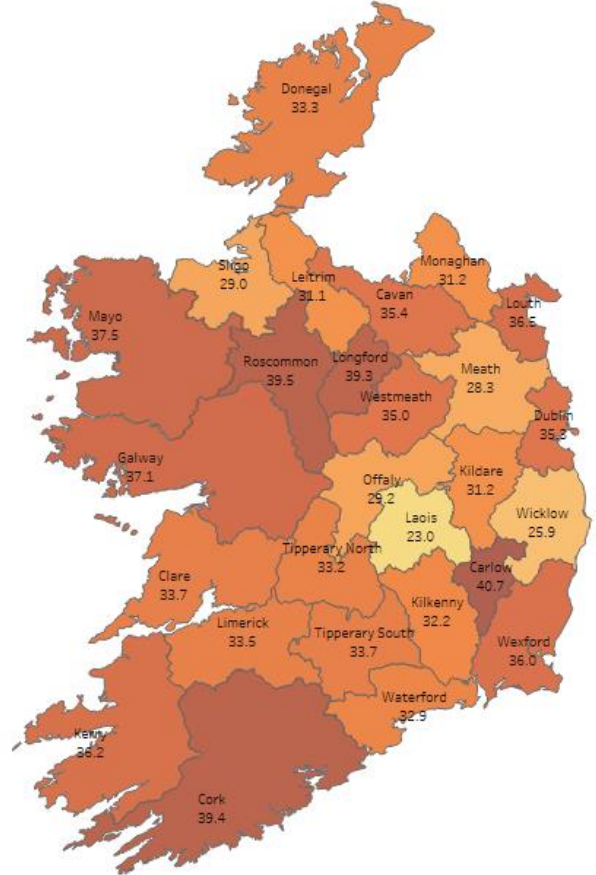 Donegal
33.3
Sligo
29.0
Leitrim
31.1
Monaghan
31.2
Cavan
35.4
Louth
36.5
Mayo
37.5
Roscommon
39.5
Longford
39.3
Meath
28.3
Westmeath
35.0
Dublin
35.3
Galway
37.1
Offaly
29.2
Kildare
31.2
Laois
23.0
Wicklow
25.9
Tipperary North
33.2
Carlow
40.7
Clare
33.7
Kilkenny
32.2
Limerick
33.5
Tipperary South
33.7
Wexford
36.0
Waterford
32.9
Kerry
36.2
Cork
39.4